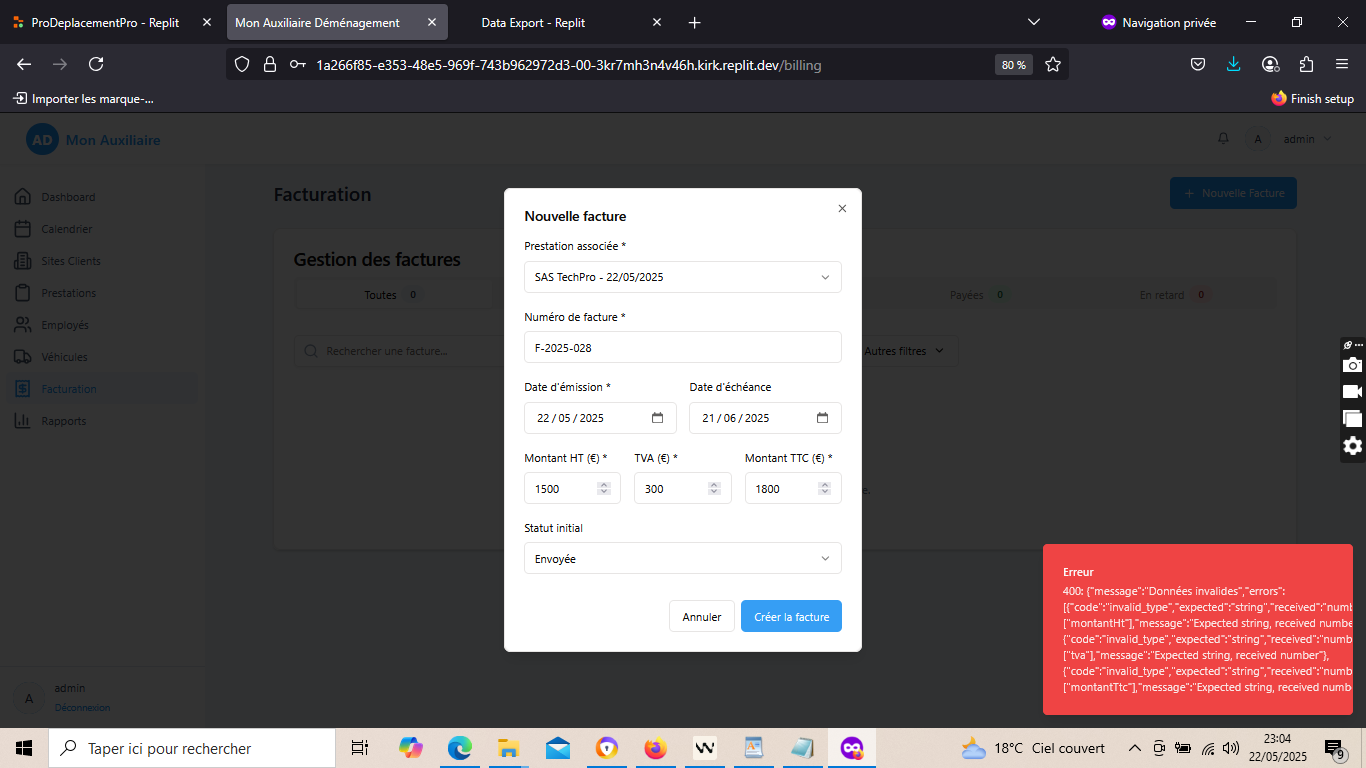 ProDeplacementPro - Replit
Mon Auxiliaire Déménagement
Data Export - Replit
Navigation privée
1a266f85-e353-48e5-969f-743b962972d3-00-3kr7mh3n4v46h.kirk.replit.dev/billing
80 %
Importer les marque-...
Finish setup
AD Mon Auxiliaire
A admin
Dashboard
Calendrier
Sites Clients
Prestations
Employés
Véhicules
Facturation
Rapports
A admin
Déconnexion
Facturation
+ Nouvelle Facture
Gestion des factures
Toutes 0
Payées 0
En retard 0
Rechercher une facture...
Autres filtres
Nouvelle facture
Prestation associée *
SAS TechPro - 22/05/2025
Numéro de facture *
F-2025-028
Date d'émission * Date d'échéance
22 / 05 / 2025 21 / 06 / 2025
Montant HT (€) * TVA (€) * Montant TTC (€) *
1500 300 1800
Statut initial
Envoyée
Annuler Créer la facture
Erreur
400: {"message":"Données invalides","errors":
[{"code":"invalid_type","expected":"string","received":"numb
["montantHt"],"message":"Expected string, received numbe
{"code":"invalid_type","expected":"string","received":"numb
["tva"],"message":"Expected string, received number"},
{"code":"invalid_type","expected":"string","received":"numb
["montantTtc"],"message":"Expected string, received numb
Taper ici pour rechercher
18°C Ciel couvert
23:04
22/05/2025
9